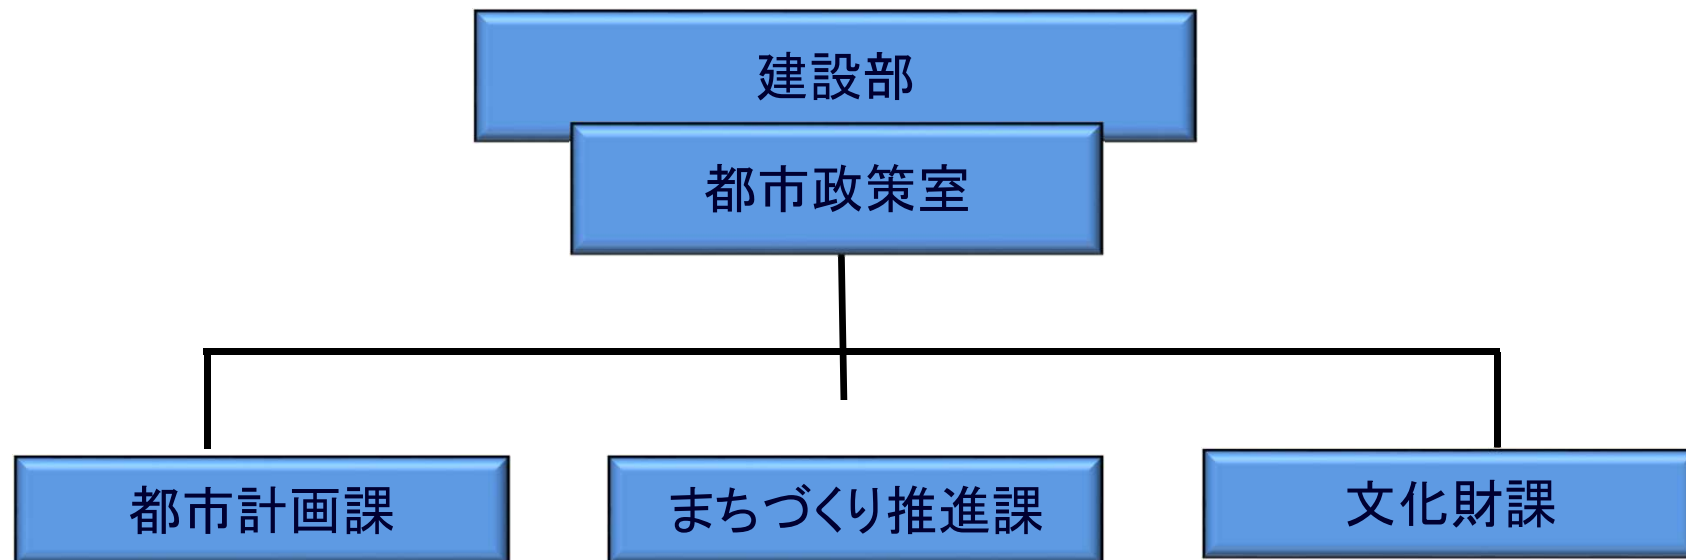 建設部
都市政策室
都市計画課
まちづくり推進課
文化財課